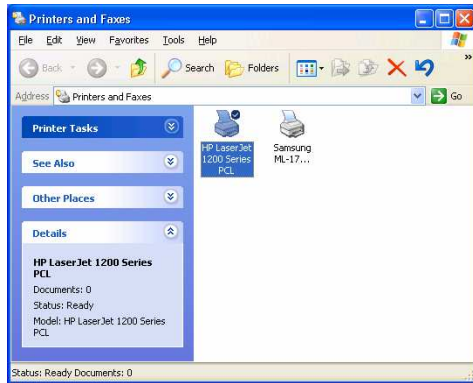 Printers and Faxes
File Edit View Favorites Tools Help
Back Search Folders
Address Printers and Faxes Go
Printer Tasks
See Also
Other Places
Details
HP LaserJet 1200 Series
PCL
Documents: 0
Status: Ready
Model: HP LaserJet 1200 Series
PCL
HP LaserJet
1200 Series
PCL
Samsung
ML-17...
Status: Ready Documents: 0